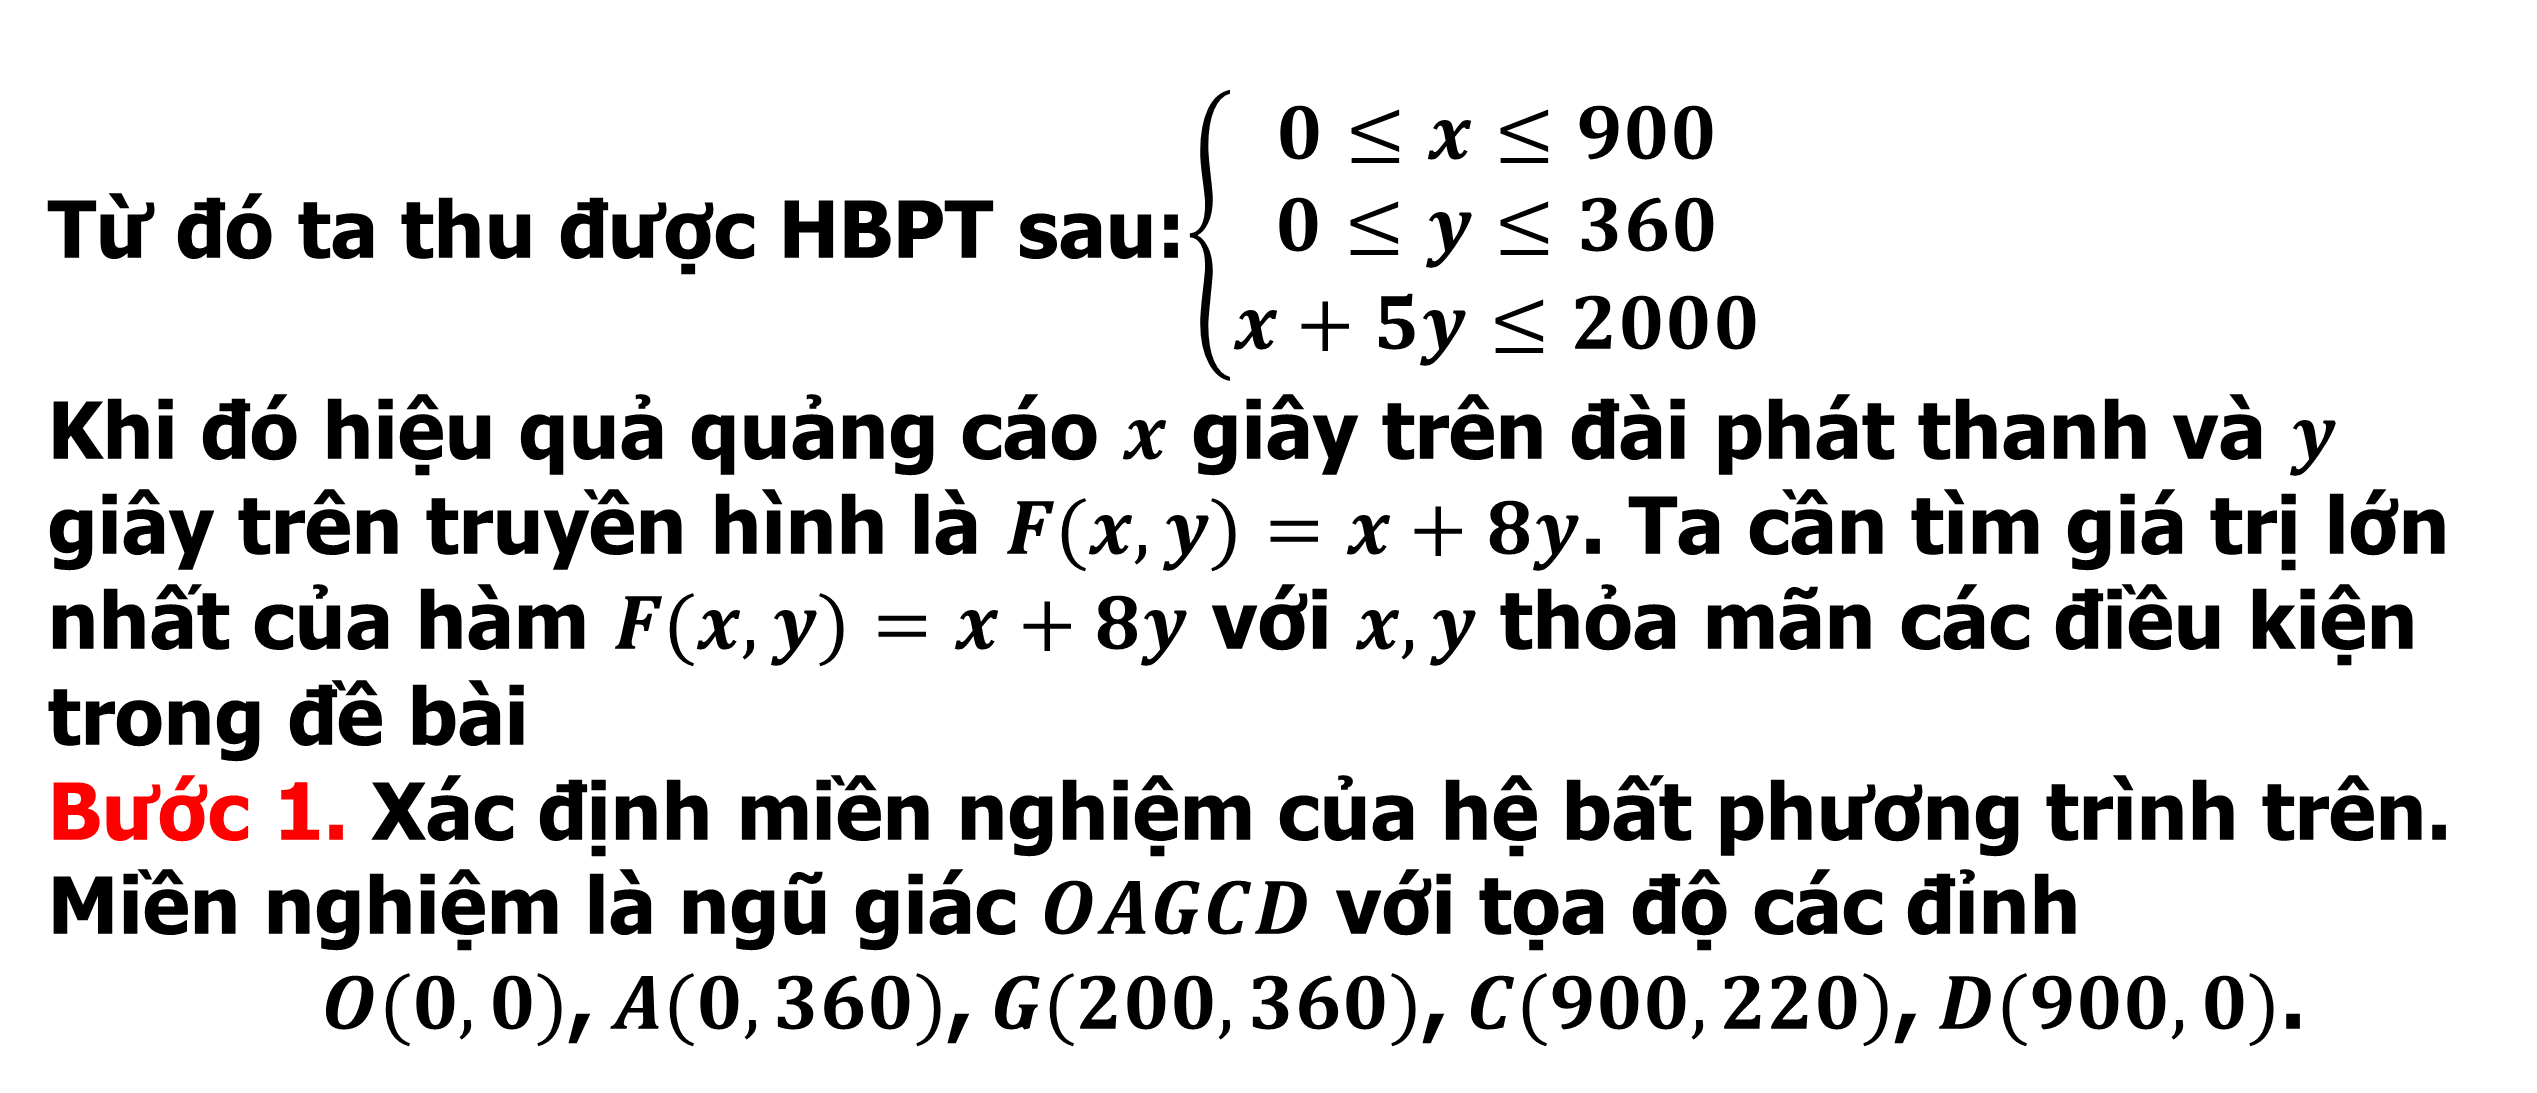 0 ≤ x ≤ 900
0 ≤ y ≤ 360
Từ đó ta thu được HBPT sau:
x + 5y ≤ 2000
Khi đó hiệu quả quảng cáo x giây trên đài phát thanh và y
giây trên truyền hình là F(x, y) = x + 8y. Ta cần tìm giá trị lớn
nhất của hàm F(x, y) = x + 8y với x, y thỏa mãn các điều kiện
trong đề bài
Bước 1. Xác định miền nghiệm của hệ bất phương trình trên.
Miền nghiệm là ngũ giác OAGCD với tọa độ các đỉnh
O(0, 0), A(0, 360), G(200, 360), C(900, 220), D(900, 0).